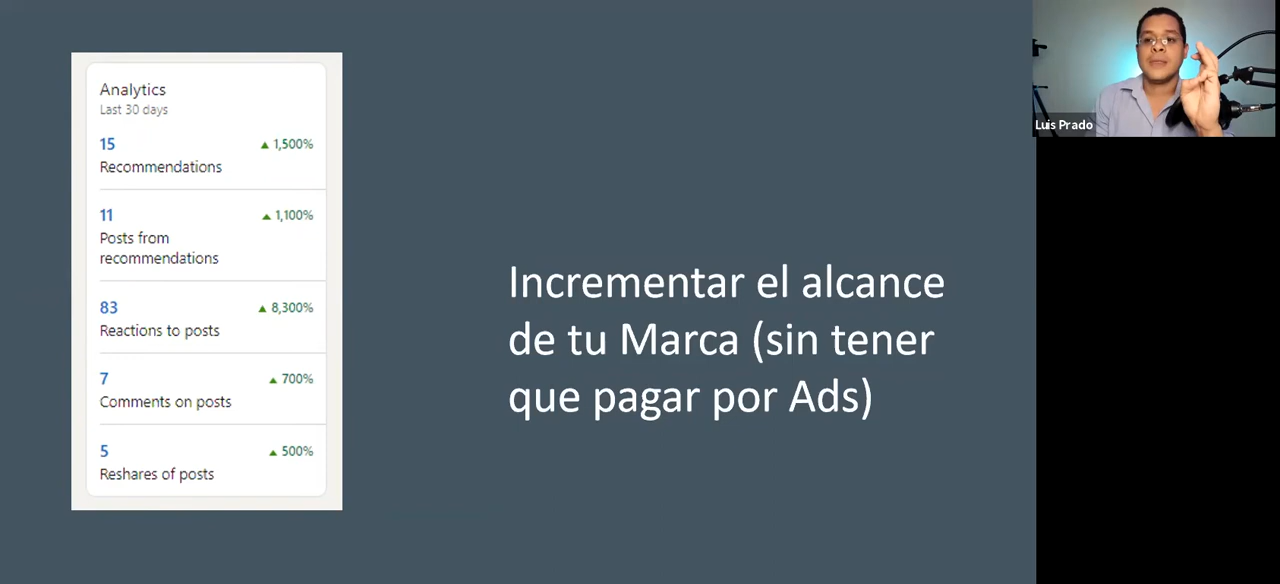 Analytics
Last 30 days
15 ▲ 1,500%
Recommendations
11 ▲ 1,100%
Posts from
recommendations
83 ▲ 8,300%
Reactions to posts
7 ▲ 700%
Comments on posts
5 ▲ 500%
Reshares of posts
Incrementar el alcance
de tu Marca (sin tener
que pagar por Ads)
Luis Prado